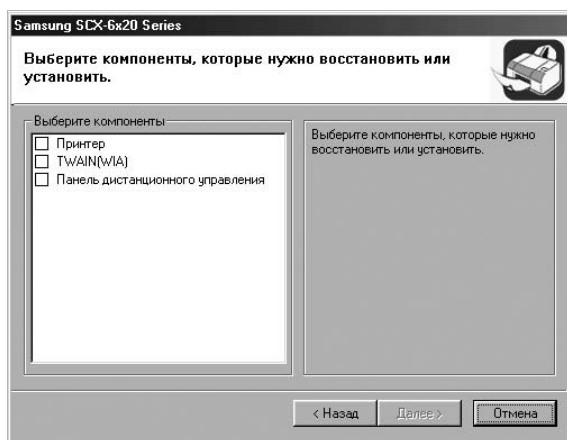 Samsung SCX-6x20 Series
Выберите компоненты, которые нужно восстановить или
установить.
Выберите компоненты
Принтер
TWAIN(WIA)
Панель дистанционного управления
Выберите компоненты, которые нужно
восстановить или установить.
< Назад
Далее >
Отмена